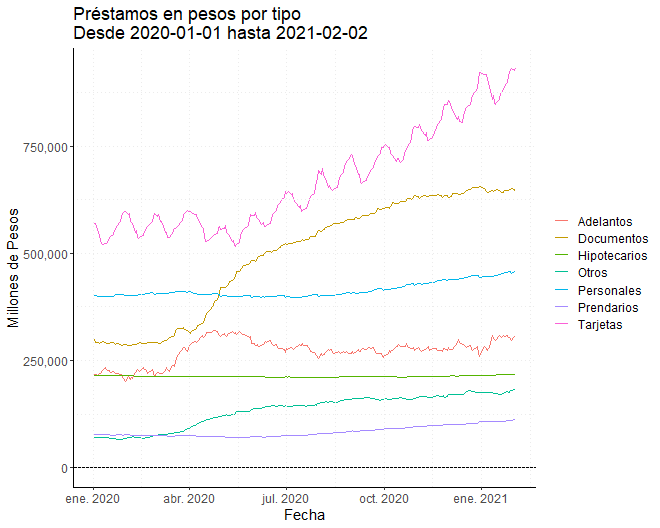 Préstamos en pesos por tipo
Desde 2020-01-01 hasta 2021-02-02
Millones de Pesos
750,000
500,000
250,000
0
ene. 2020
abr. 2020
jul. 2020
oct. 2020
ene. 2021
Fecha
Adelantos
Documentos
Hipotecarios
Otros
Personales
Prendarios
Tarjetas